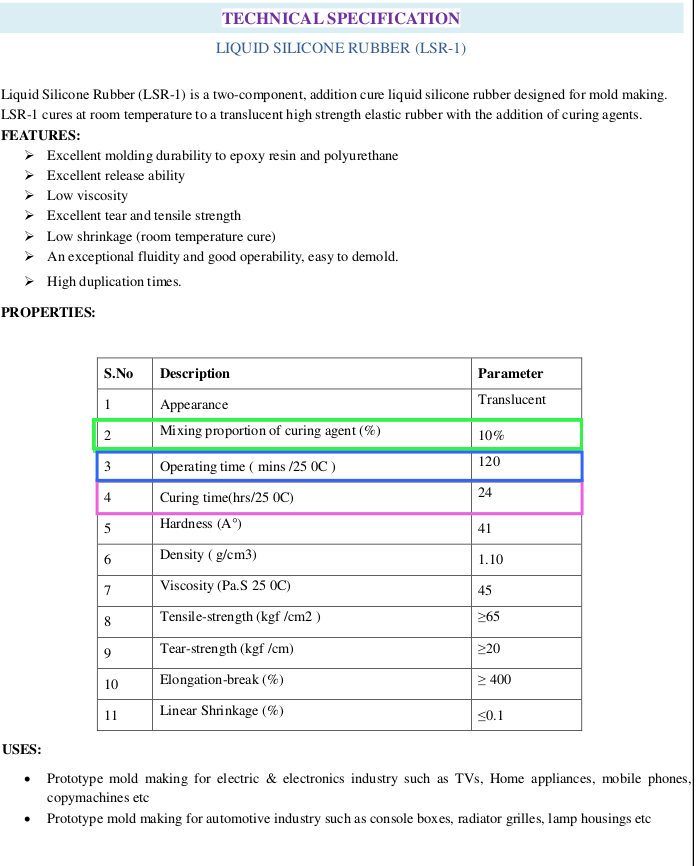 TECHNICAL SPECIFICATION
LIQUID SILICONE RUBBER (LSR-1)
Liquid Silicone Rubber (LSR-1) is a two-component, addition cure liquid silicone rubber designed for mold making.
LSR-1 cures at room temperature to a translucent high strength elastic rubber with the addition of curing agents.
FEATURES:
➢ Excellent molding durability to epoxy resin and polyurethane
➢ Excellent release ability
➢ Low viscosity
➢ Excellent tear and tensile strength
➢ Low shrinkage (room temperature cure)
➢ An exceptional fluidity and good operability, easy to demold.
➢ High duplication times.
PROPERTIES:
S.No Description Parameter
1 Appearance Translucent
2 Mixing proportion of curing agent (%) 10%
3 Operating time ( mins /25 0C ) 120
4 Curing time(hrs/25 0C) 24
5 Hardness (A°) 41
6 Density ( g/cm3) 1.10
7 Viscosity (Pa.S 25 0C) 45
8 Tensile-strength (kgf /cm2 ) ≥65
9 Tear-strength (kgf /cm) ≥20
10 Elongation-break (%) ≥ 400
11 Linear Shrinkage (%) ≤0.1
USES:
• Prototype mold making for electric & electronics industry such as TVs, Home appliances, mobile phones,
copymachines etc
• Prototype mold making for automotive industry such as console boxes, radiator grilles, lamp housings etc